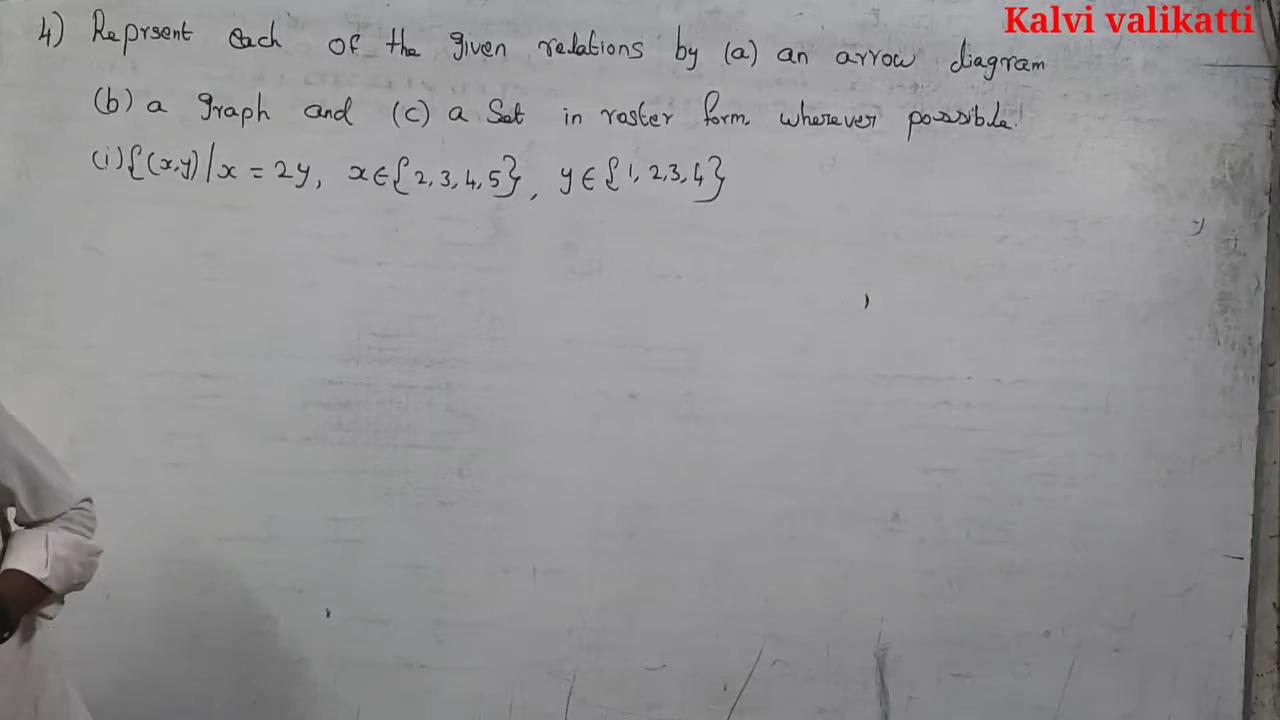 Kalvi valikatti
4) Reprsent each of the given relations by (a) an arrow diagram
(b) a graph and (c) a Set in roster form, wherever possible.
(i) {(x,y)/x = 2y, x∈{2,3,4,5}, y∈{1,2,3,4}